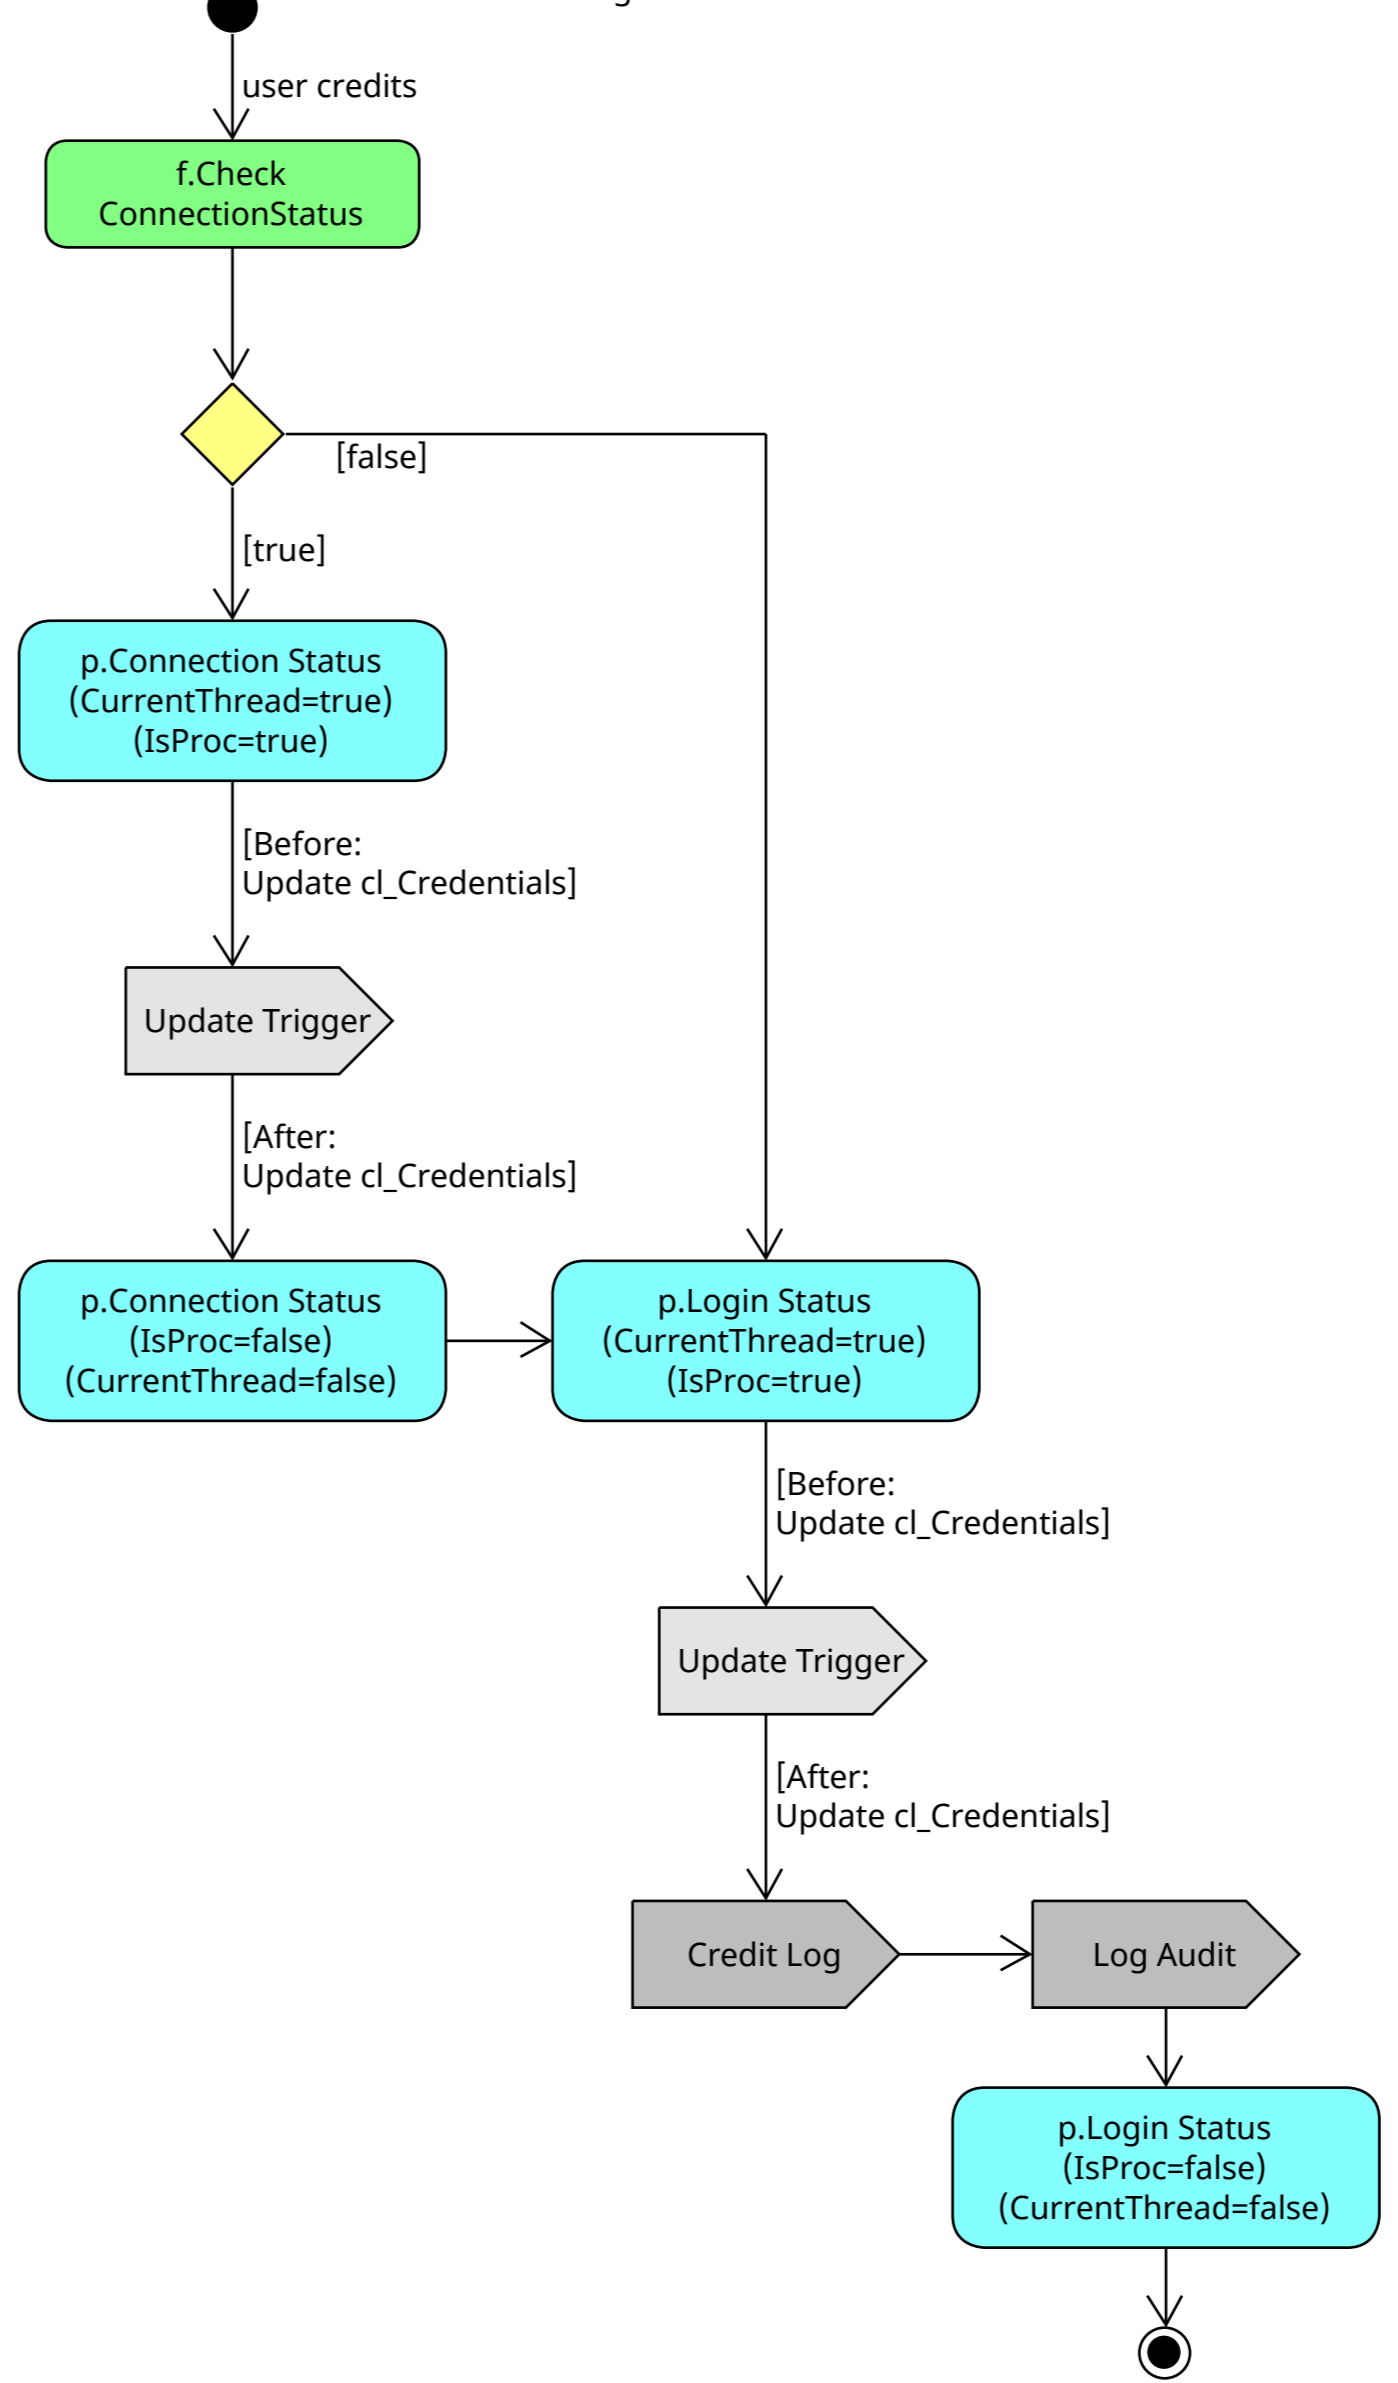 user credits
f.Check
ConnectionStatus
[false]
[true]
p.Connection Status
(CurrentThread=true)
(IsProc=true)
[Before:
Update cl_Credentials]
Update Trigger
[After:
Update cl_Credentials]
p.Connection Status
(IsProc=false)
(CurrentThread=false)
p.Login Status
(CurrentThread=true)
(IsProc=true)
[Before:
Update cl_Credentials]
Update Trigger
[After:
Update cl_Credentials]
Credit Log
Log Audit
p.Login Status
(IsProc=false)
(CurrentThread=false)